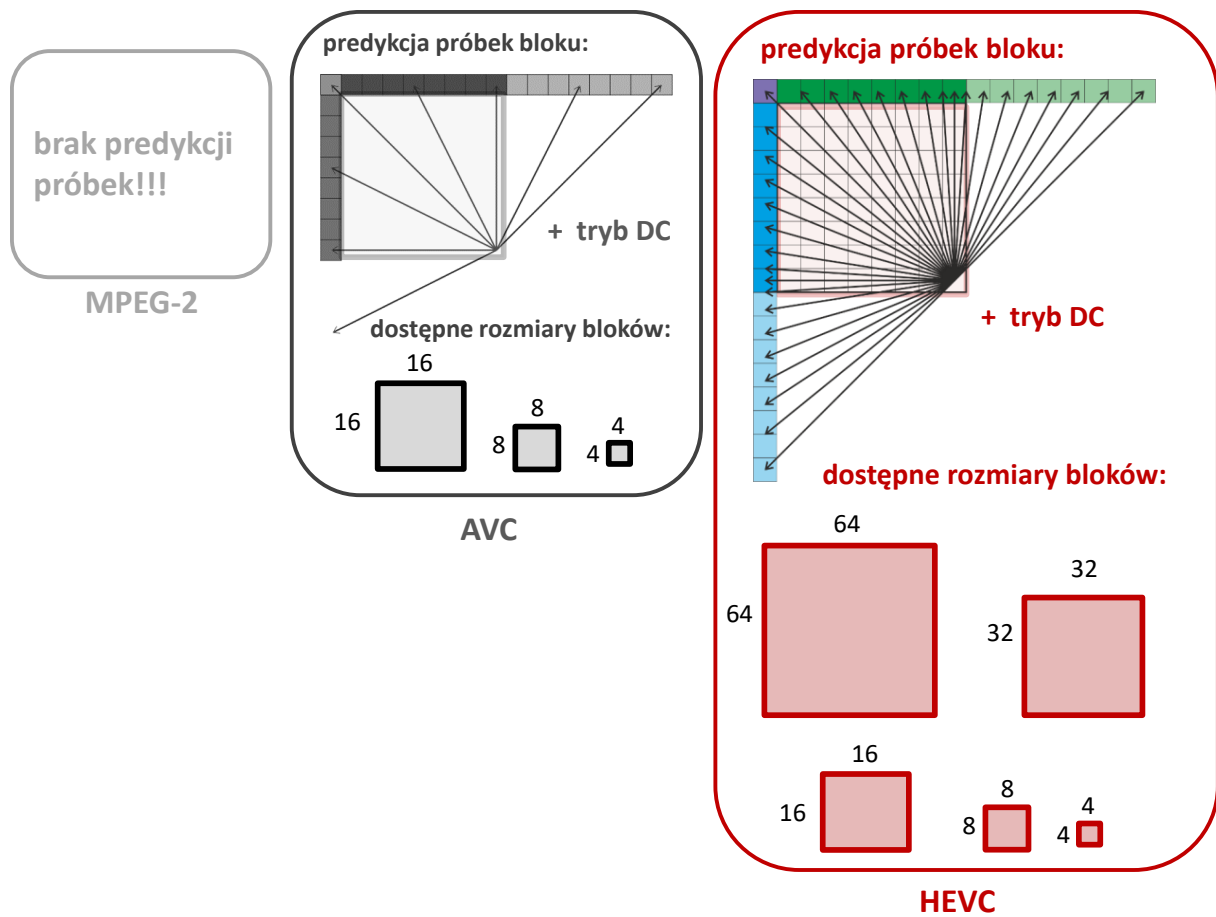 brak predykcji
próbek!!!
MPEG-2
predykcja próbek bloku:
+ tryb DC
dostępne rozmiary bloków:
16
16
8
8
4
4
AVC
predykcja próbek bloku:
+ tryb DC
dostępne rozmiary bloków:
64
64
32
32
16
16
8
8
4
4
HEVC